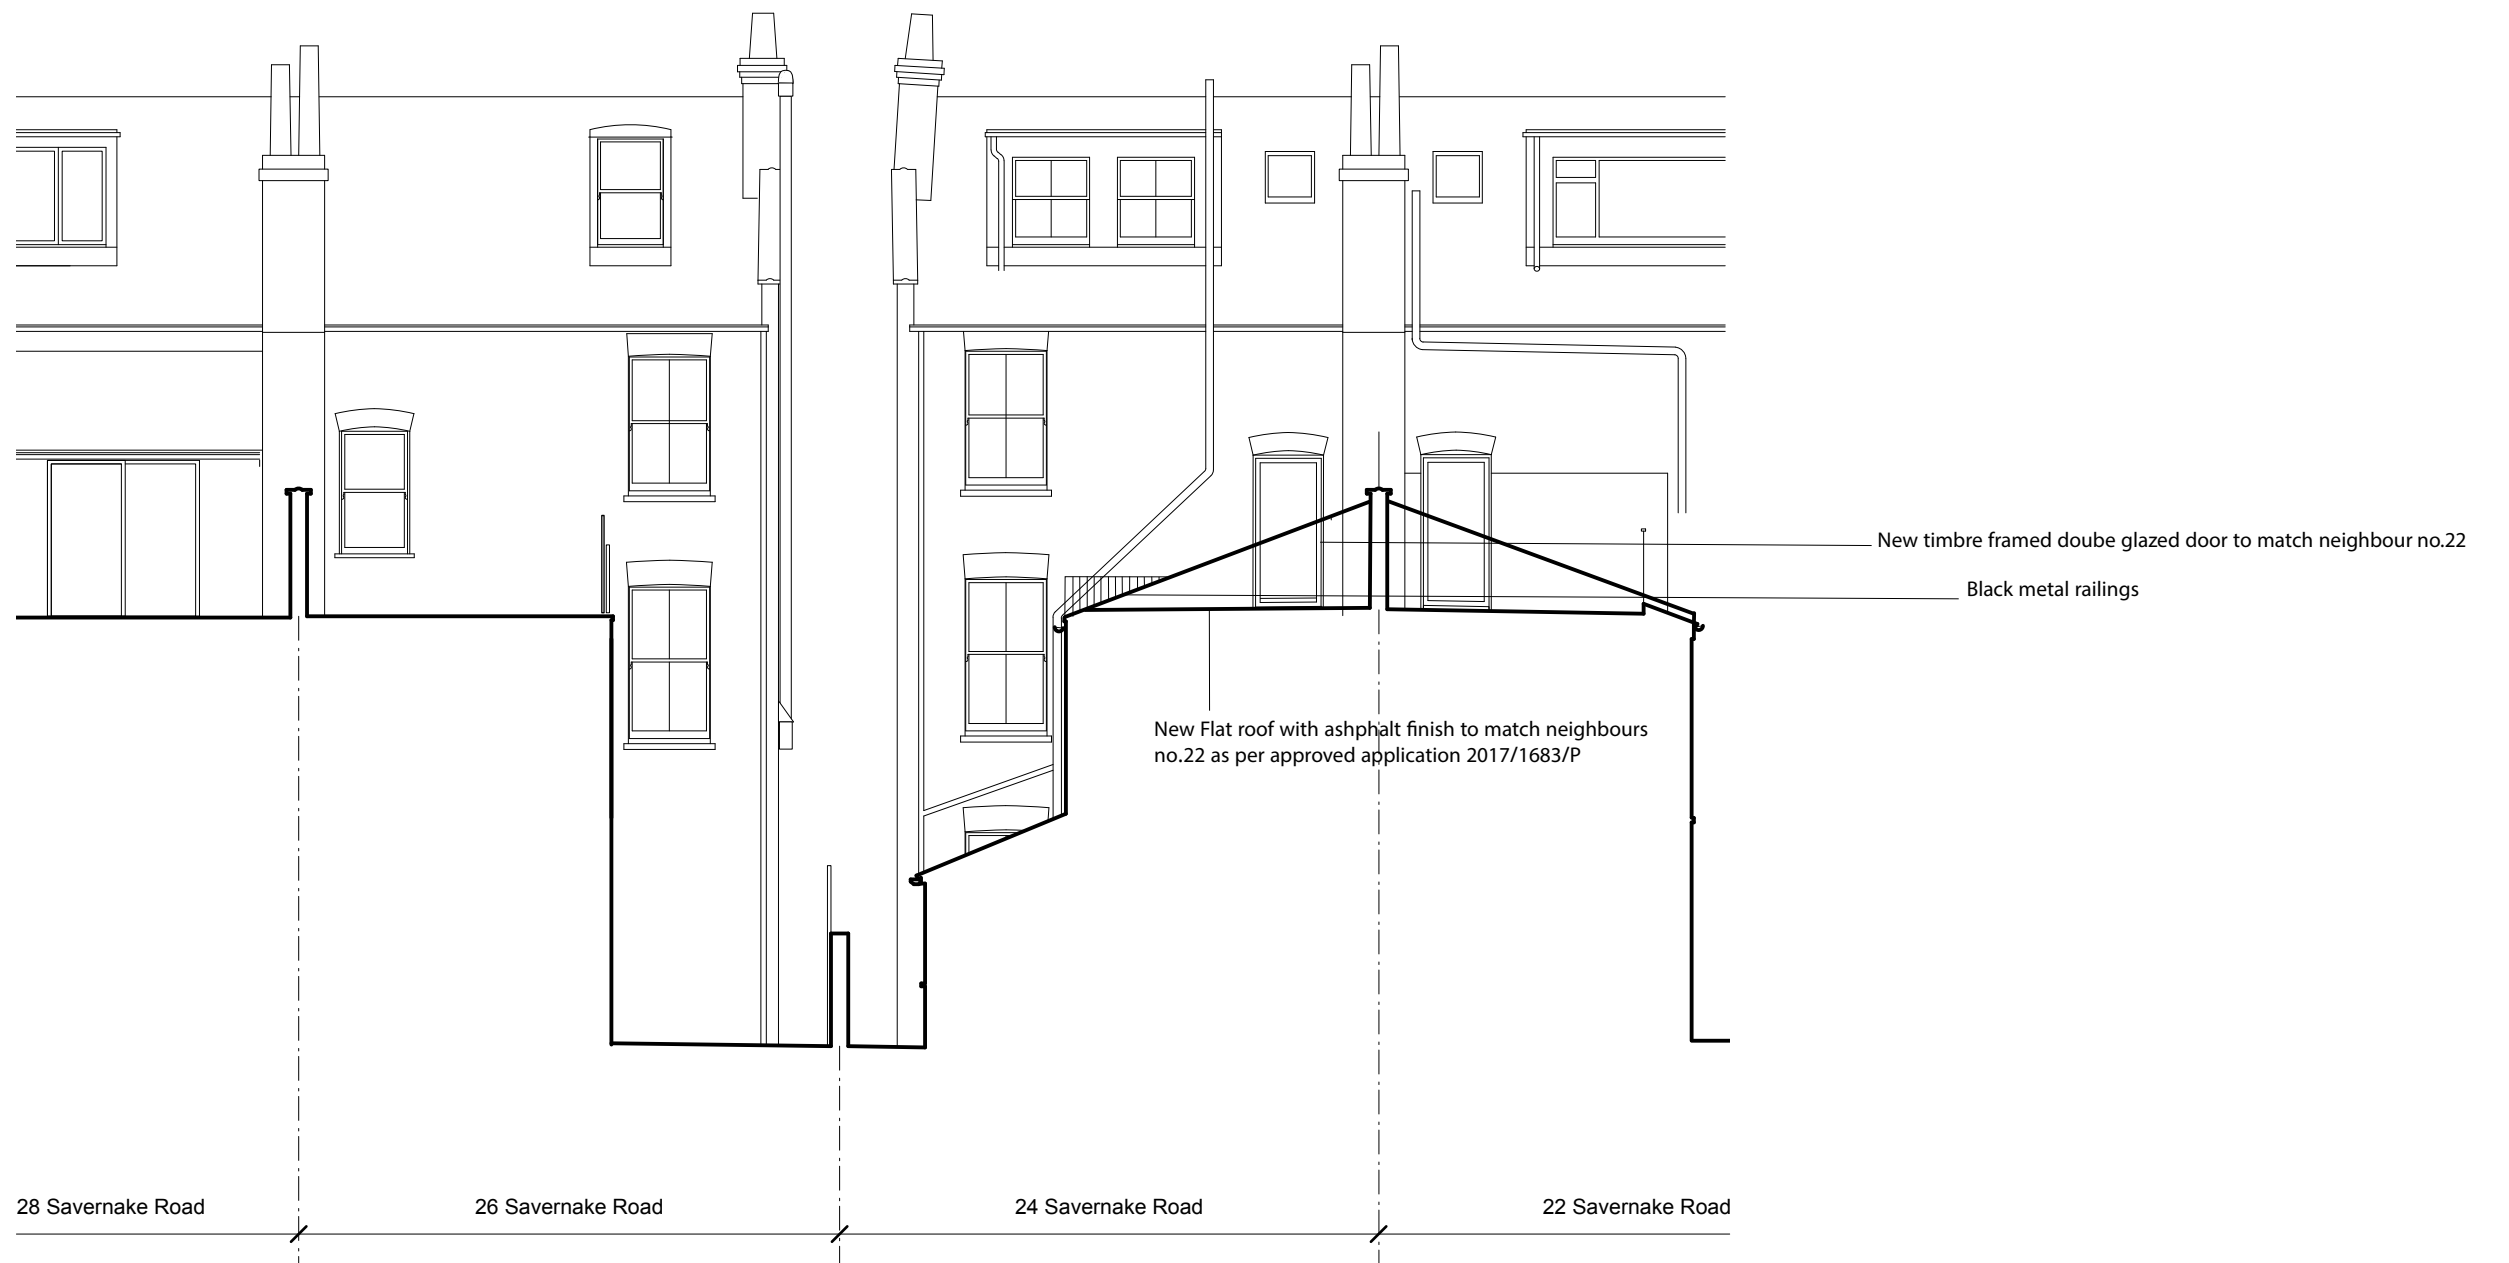 New timbre framed doube glazed door to match neighbour no.22
Black metal railings
New Flat roof with ashphalt finish to match neighbours
no.22 as per approved application 2017/1683/P
28 Savernake Road
26 Savernake Road
24 Savernake Road
22 Savernake Road